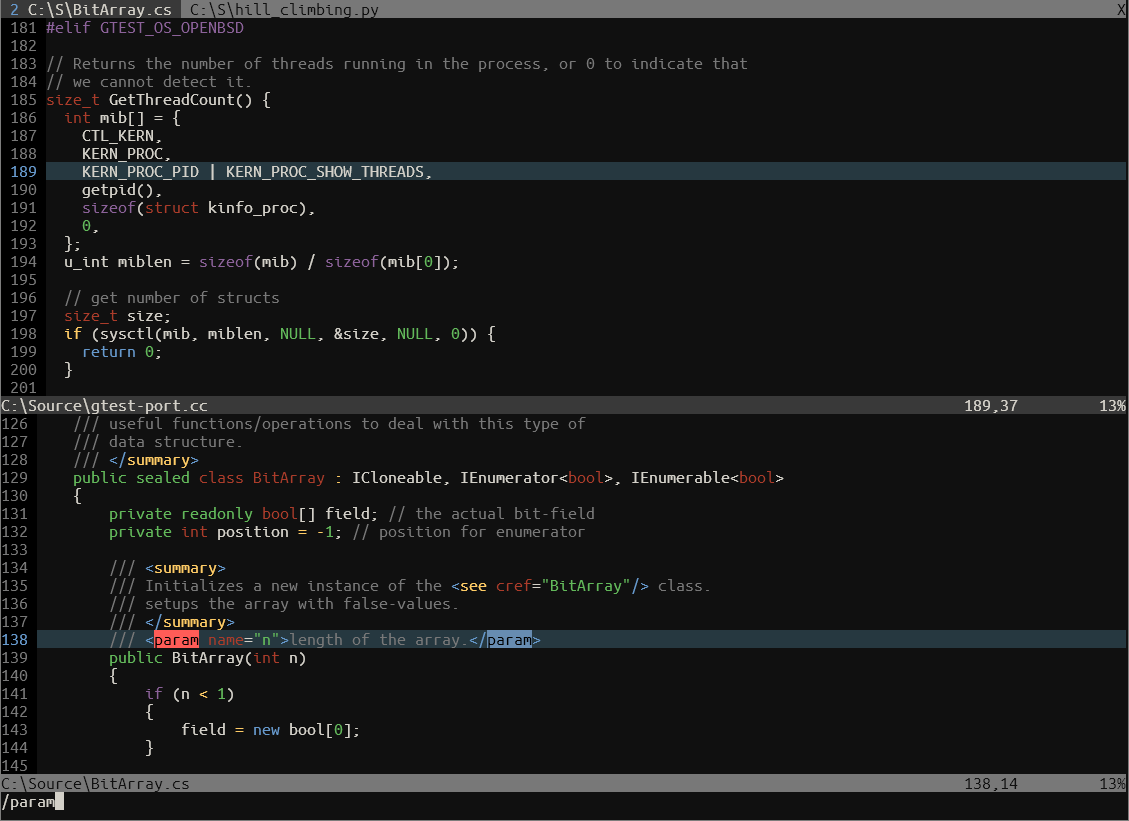 2 C:\S\BitArray.cs C:\S\hill_climbing.py X
181 #elif GTEST_OS_OPENBSD
182
183 // Returns the number of threads running in the process, or 0 to indicate that
184 // we cannot detect it.
185 size_t GetThreadCount() {
186   int mib[] = {
187     CTL_KERN,
188     KERN_PROC,
189     KERN_PROC_PID | KERN_PROC_SHOW_THREADS,
190     getpid(),
191     sizeof(struct kinfo_proc),
192     0,
193   };
194   u_int miblen = sizeof(mib) / sizeof(mib[0]);
195
196   // get number of structs
197   size_t size;
198   if (sysctl(mib, miblen, NULL, &size, NULL, 0)) {
199     return 0;
200   }
201
C:\Source\gtest-port.cc 189,37 13%
126     /// useful functions/operations to deal with this type of
127     /// data structure.
128     /// </summary>
129     public sealed class BitArray : ICloneable, IEnumerator<bool>, IEnumerable<bool>
130     {
131         private readonly bool[] field; // the actual bit-field
132         private int position = -1; // position for enumerator
133
134         /// <summary>
135         /// Initializes a new instance of the <see cref="BitArray"/> class.
136         /// setups the array with false-values.
137         /// </summary>
138         /// <param name="n">length of the array.</param>
139         public BitArray(int n)
140         {
141             if (n < 1)
142             {
143                 field = new bool[0];
144             }
145
C:\Source\BitArray.cs 138,14 13%
/param